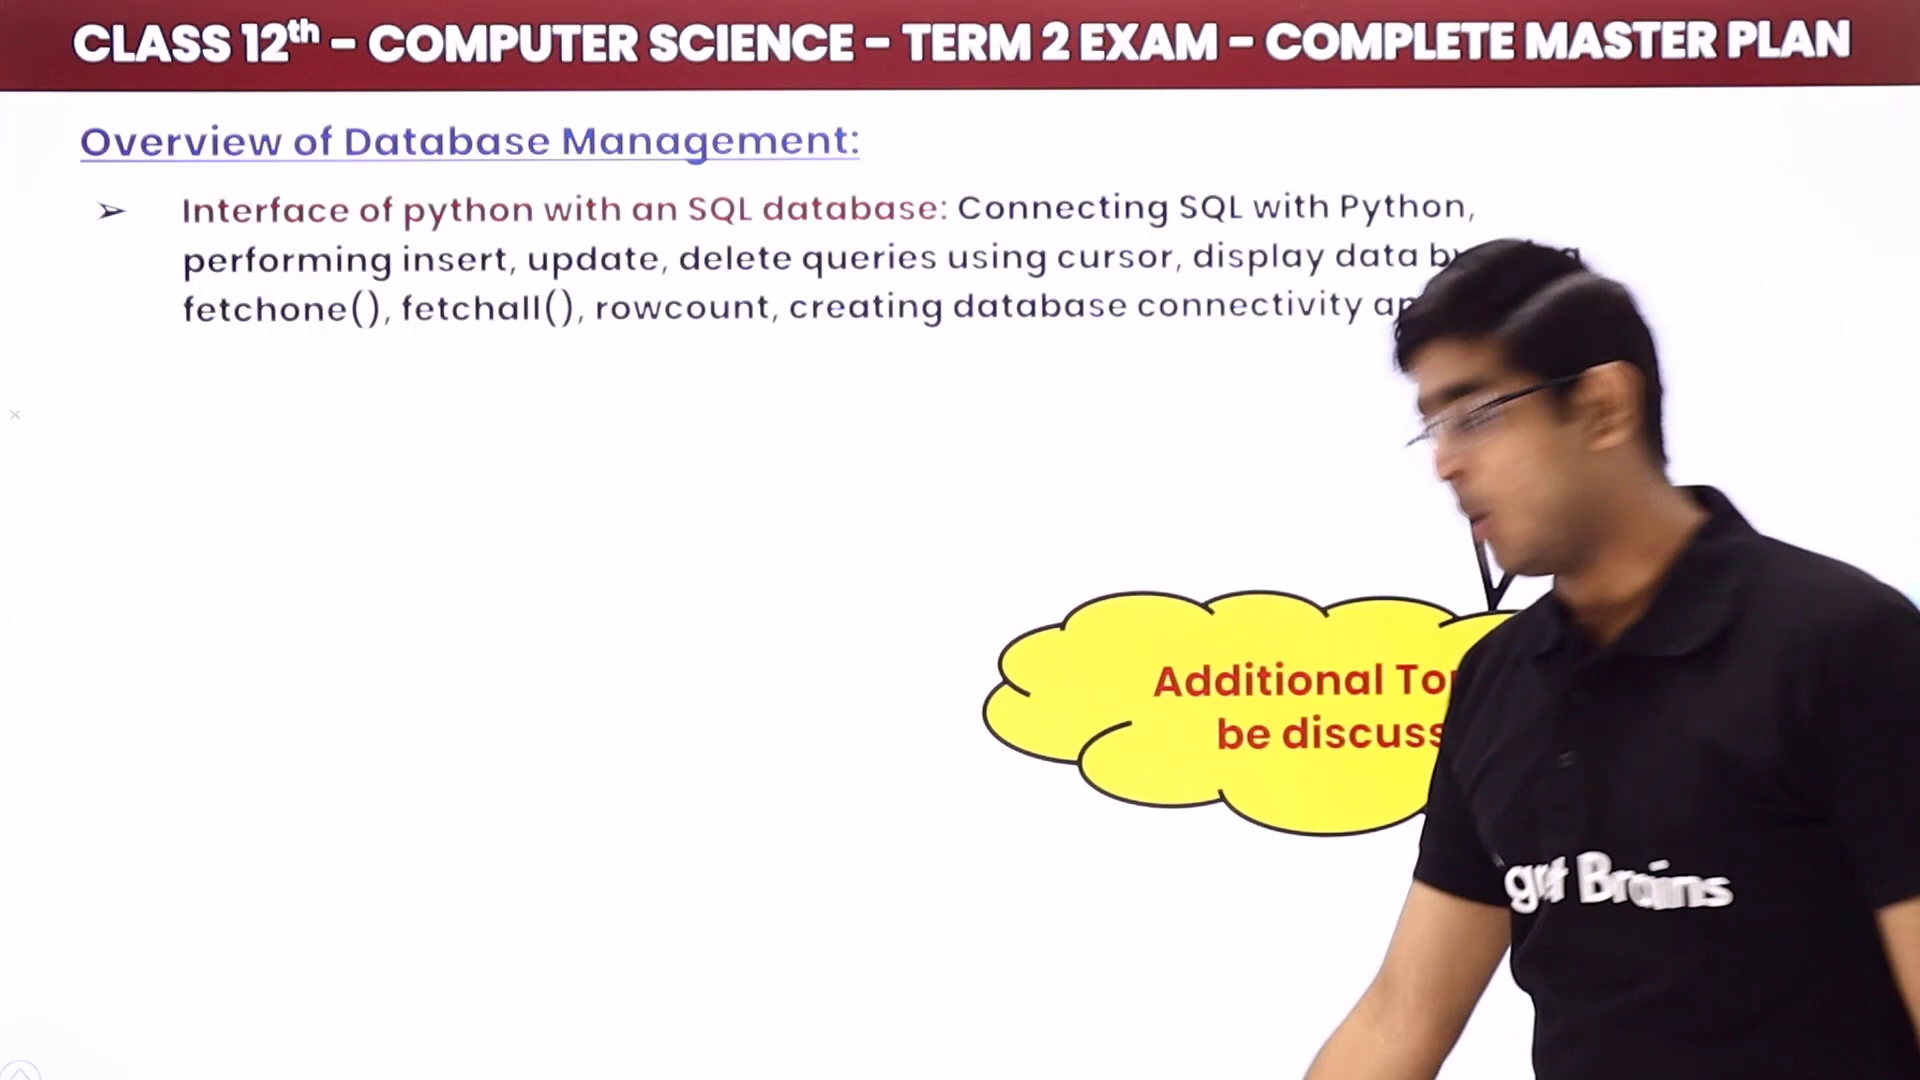 CLASS 12th - COMPUTER SCIENCE - TERM 2 EXAM - COMPLETE MASTER PLAN
Overview of Database Management:
➢ Interface of python with an SQL database: Connecting SQL with Python,
performing insert, update, delete queries using cursor, display data
fetchone(), fetchall(), rowcount, creating database connectivity
Additional
be
Brains